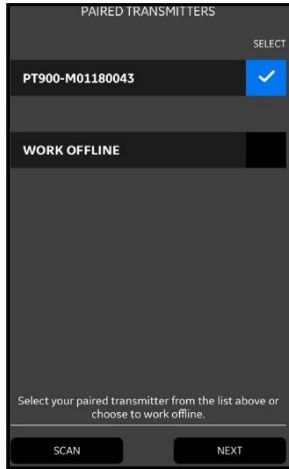 PAIRED TRANSMITTERS
SELECT
PT900-M01180043
WORK OFFLINE
Select your paired transmitter from the list above or
choose to work offline.
SCAN NEXT